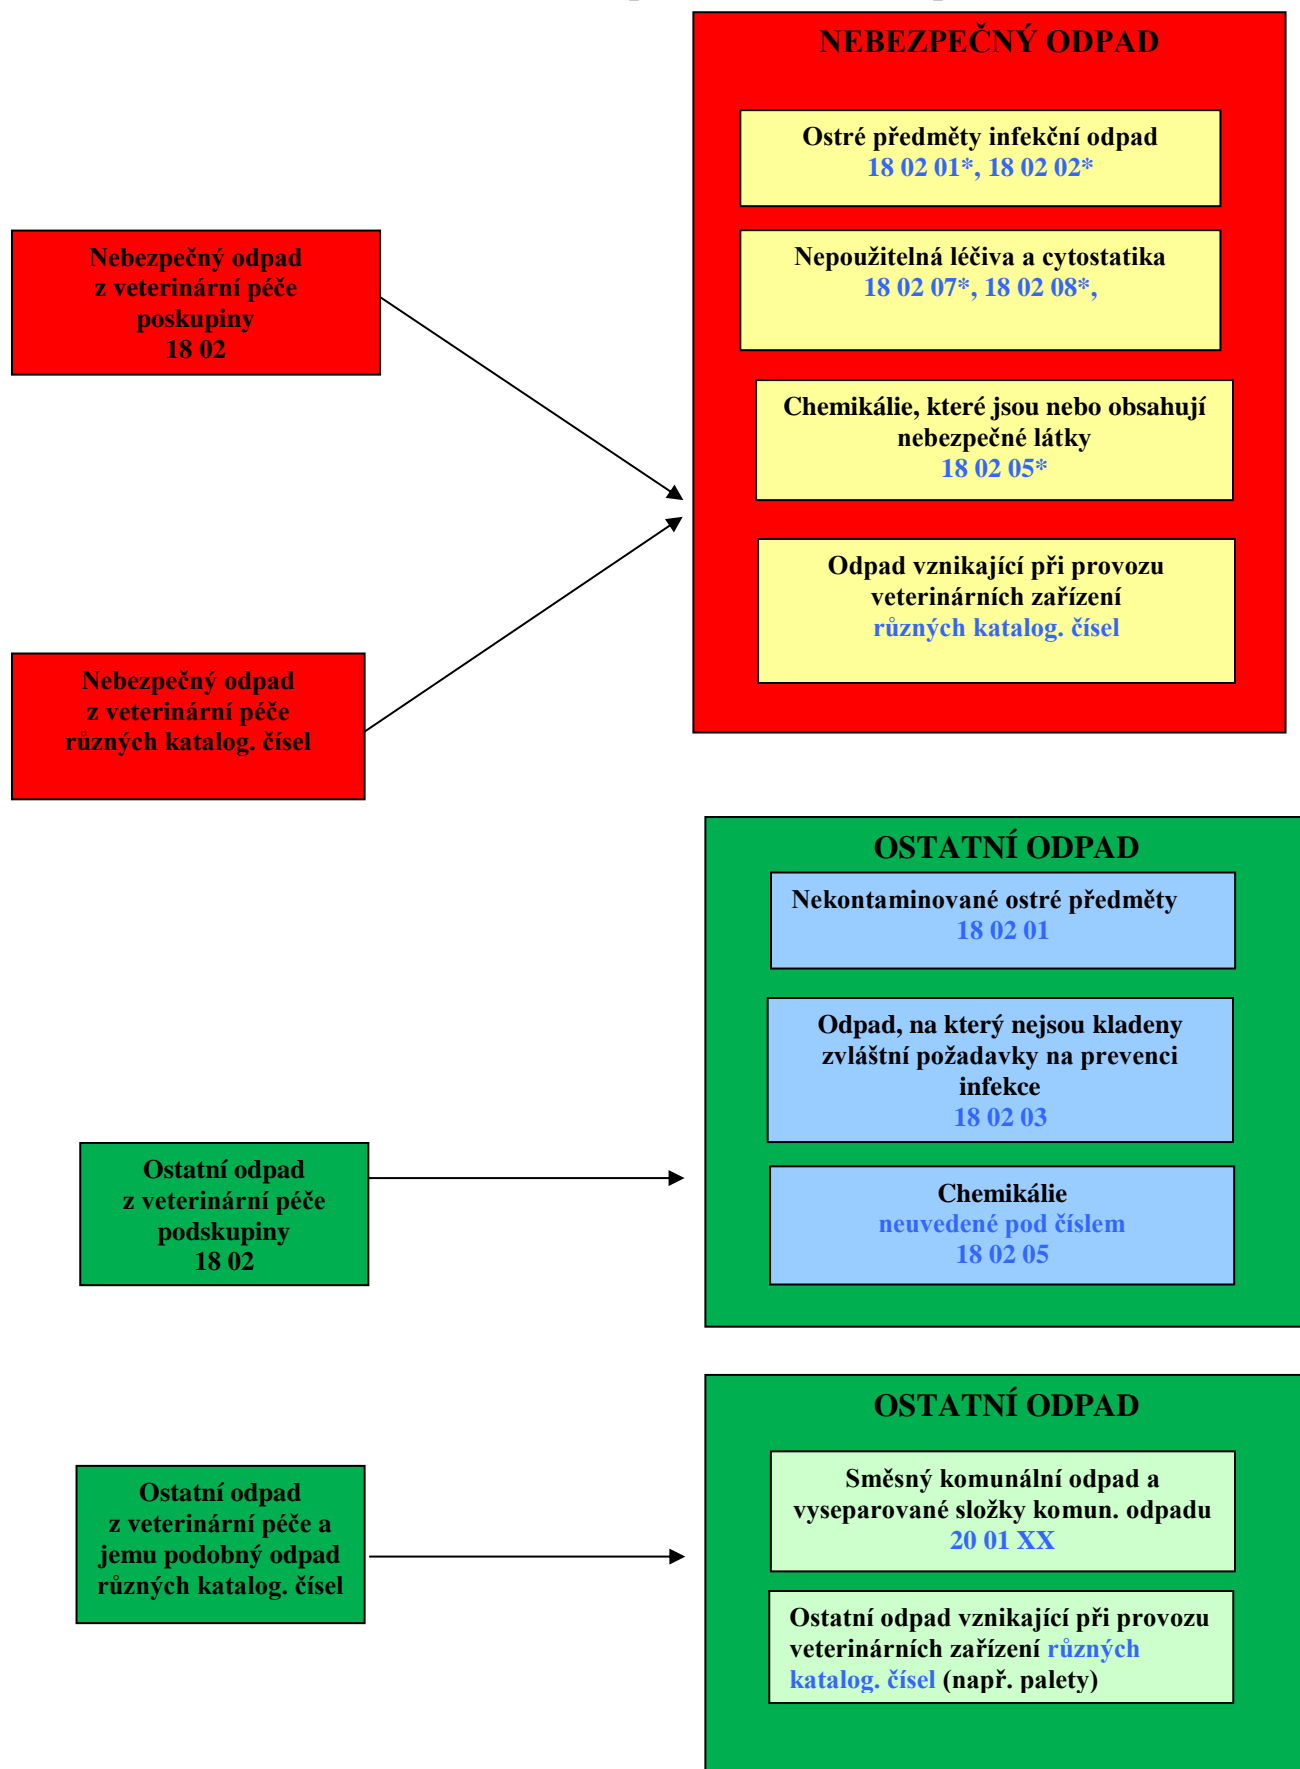 NEBEZPEČNÝ ODPAD
Ostré předměty infekční odpad
18 02 01*, 18 02 02*
Nepoužitelná léčiva a cytostatika
18 02 07*, 18 02 08*,
Chemikálie, které jsou nebo obsahují
nebezpečné látky
18 02 05*
Odpad vznikající při provozu
veterinárních zařízení
různých katalog. čísel
Nebezpečný odpad
z veterinární péče
poskupiny
18 02
Nebezpečný odpad
z veterinární péče
různých katalog. čísel
OSTATNÍ ODPAD
Nekontaminované ostré předměty
18 02 01
Odpad, na který nejsou kladeny
zvláštní požadavky na prevenci
infekce
18 02 03
Chemikálie
neuvedené pod číslem
18 02 05
Ostatní odpad
z veterinární péče
podskupiny
18 02
OSTATNÍ ODPAD
Směsný komunální odpad a
vyseparované složky komun. odpadu
20 01 XX
Ostatní odpad vznikající při provozu
veterinárních zařízení různých
katalog. čísel (např. palety)
Ostatní odpad
z veterinární péče a
jemu podobný odpad
různých katalog. čísel